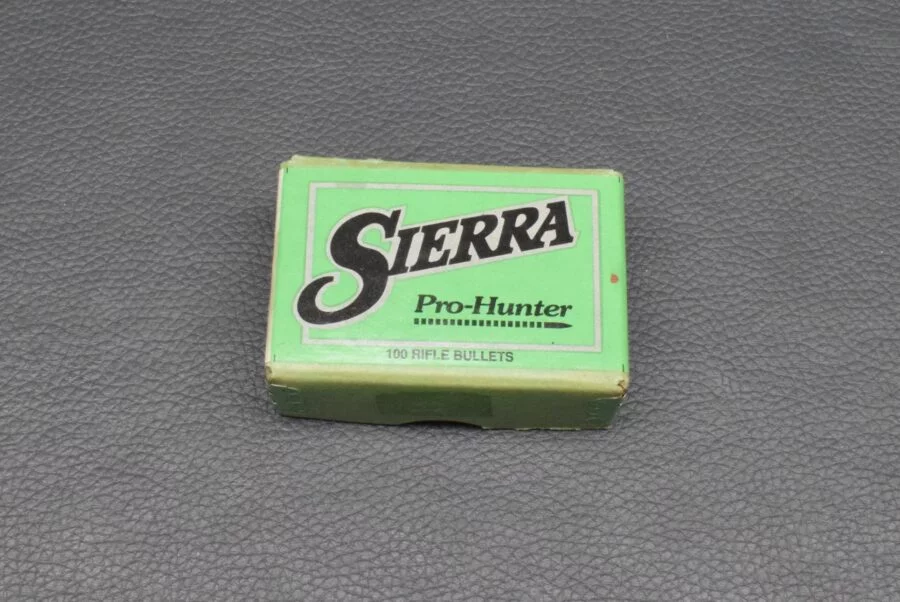 SIERRA
Pro-Hunter
100 RIFLE BULLETS